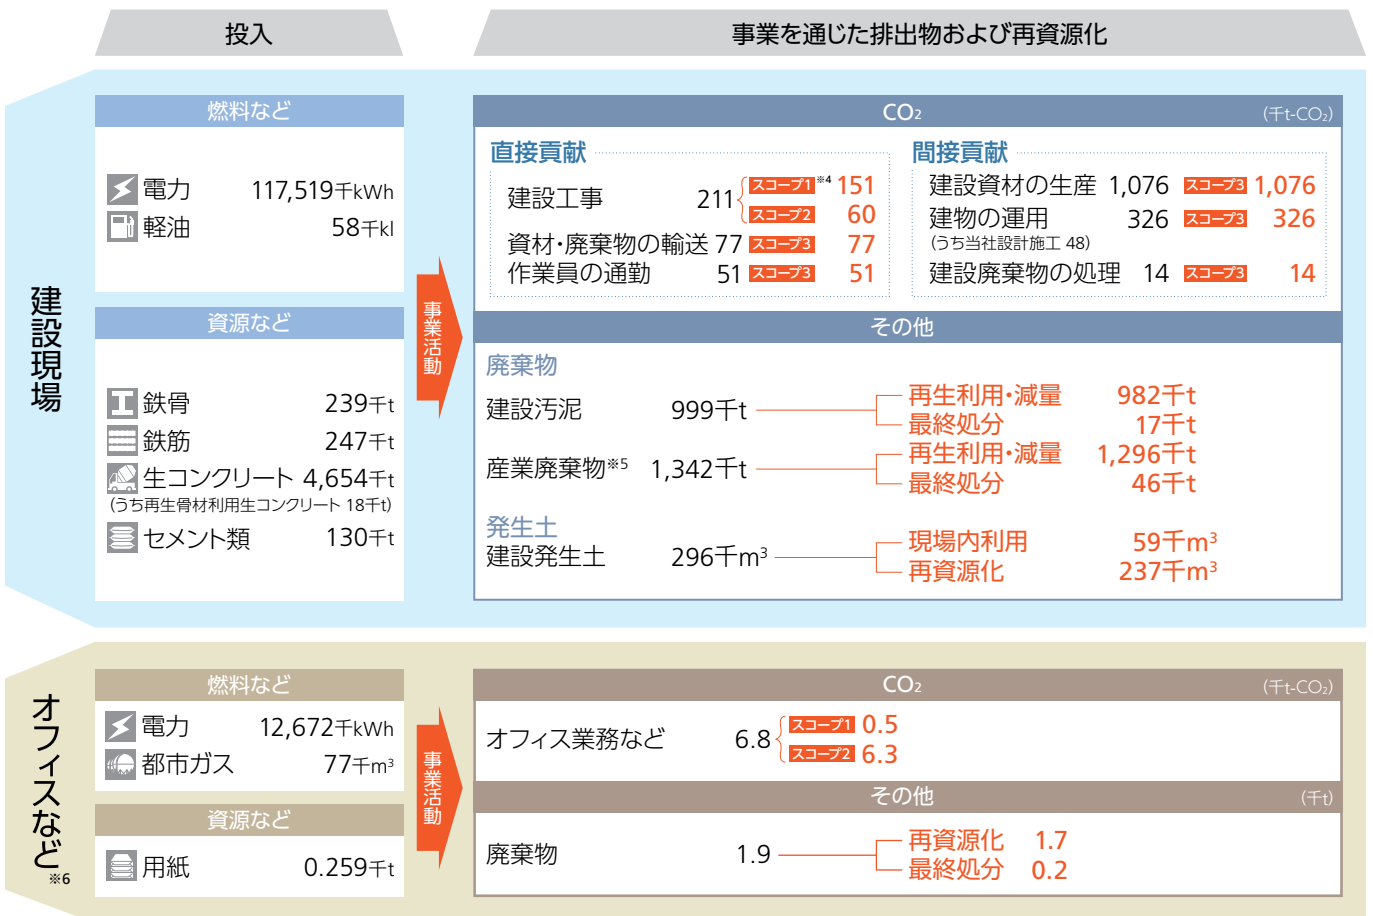 投入
事業を通じた排出物および再資源化
建設現場
燃料など
電力 117,519千kWh
軽油 58千kl
資源など
鉄骨 239千t
鉄筋 247千t
生コンクリート 4,654千t
(うち再生骨材利用生コンクリート 18千t)
セメント類 130千t
事業活動
CO₂ (千t-CO₂)
直接貢献
建設工事 211 スコープ1 ※4 151
スコープ2 60
資材・廃棄物の輸送 77 スコープ3 77
作業員の通勤 51 スコープ3 51
間接貢献
建設資材の生産 1,076 スコープ3 1,076
建物の運用 326 スコープ3 326
(うち当社設計施工 48)
建設廃棄物の処理 14 スコープ3 14
その他
廃棄物
建設汚泥 999千t
再生利用・減量 982千t
最終処分 17千t
産業廃棄物※5 1,342千t
再生利用・減量 1,296千t
最終処分 46千t
発生土
建設発生土 296千m³
現場内利用 59千m³
再資源化 237千m³
オフィスなど※6
燃料など
電力 12,672千kWh
都市ガス 77千m³
資源など
用紙 0.259千t
事業活動
CO₂ (千t-CO₂)
オフィス業務など 6.8 スコープ1 0.5
スコープ2 6.3
その他 (千t)
廃棄物 1.9
再資源化 1.7
最終処分 0.2